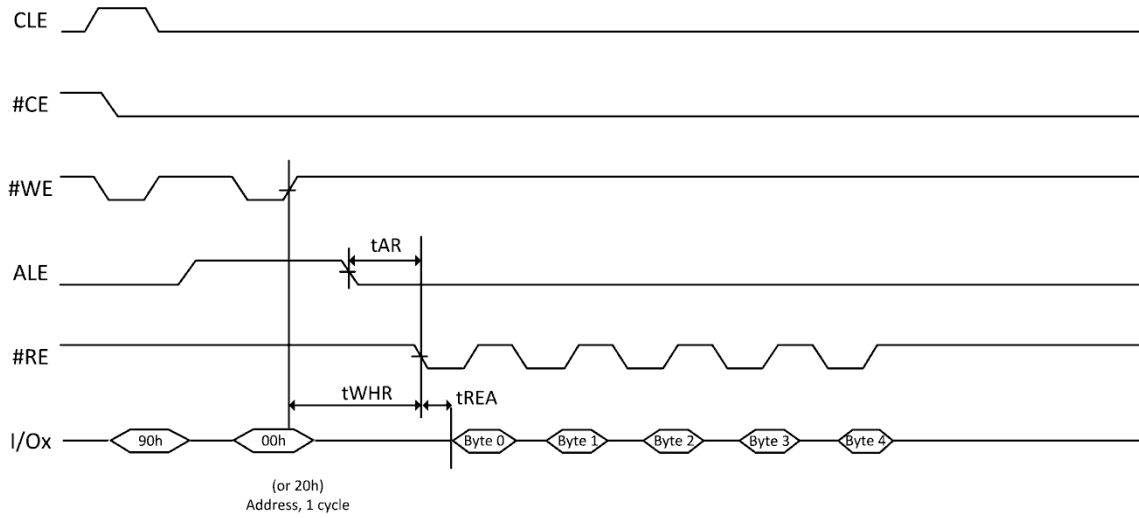 CLE
#CE
#WE
tAR
ALE
#RE
tWHR
tREA
I/Ox
90h
00h
Byte 0
Byte 1
Byte 2
Byte 3
Byte 4
(or 20h)
Address, 1 cycle